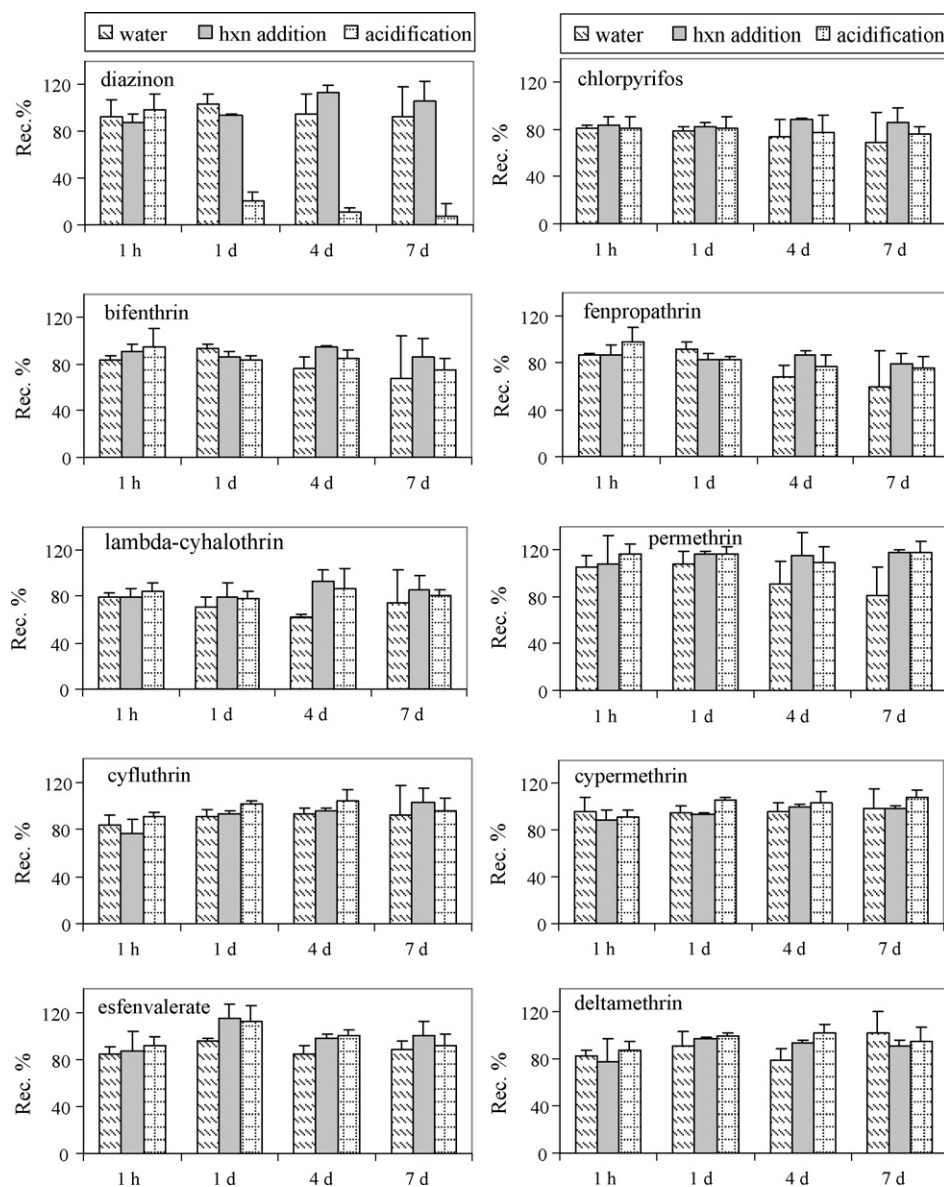 water hxn addition acidification
water hxn addition acidification
diazinon
Rec.%
120
80
40
0
1 h 1 d 4 d 7 d
chlorpyrifos
Rec. %
120
80
40
0
1 h 1 d 4 d 7 d
bifenthrin
Rec. %
120
80
40
0
1 h 1 d 4 d 7 d
fenpropathrin
Rec. %
120
80
40
0
1 h 1 d 4 d 7 d
lambda-cyhalothrin
Rec. %
120
80
40
0
1 h 1 d 4 d 7 d
permethrin
Rec. %
120
80
40
0
1 h 1 d 4 d 7 d
cyfluthrin
Rec. %
120
80
40
0
1 h 1 d 4 d 7 d
cypermethrin
Rec. %
120
80
40
0
1 h 1 d 4 d 7 d
esfenvalerate
Rec. %
120
80
40
0
1 h 1 d 4 d 7 d
deltamethrin
Rec. %
120
80
40
0
1 h 1 d 4 d 7 d